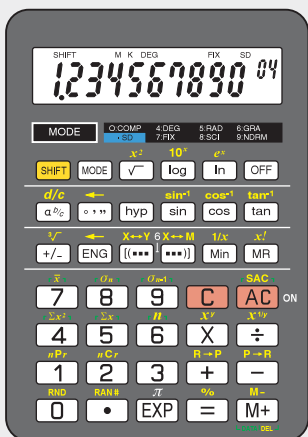 SHIFT M K DEG FIX SD
1.234567890 04
MODE 0:COMP 4:DEG 5:RAD 6:GRA
·SD 7:FIX 8:SCI 9:NORM
x² 10ˣ eˣ
SHIFT MODE √‾ log ln OFF
d/c ← sin-1 cos-1 tan-1
a b/c ° ’ ” hyp sin cos tan
³√ ← X↔Y 6 X↔M 1/x x!
+/− ENG [(··· ···)] Min MR
x̅ σn σn-1 SAC
7 8 9 C AC ON
Σx² Σx n xʸ x¹/ʸ
4 5 6 X ÷
nPr nCr R→P P→R
1 2 3 + −
RND RAN# π % M−
0 • EXP = M+
DEL